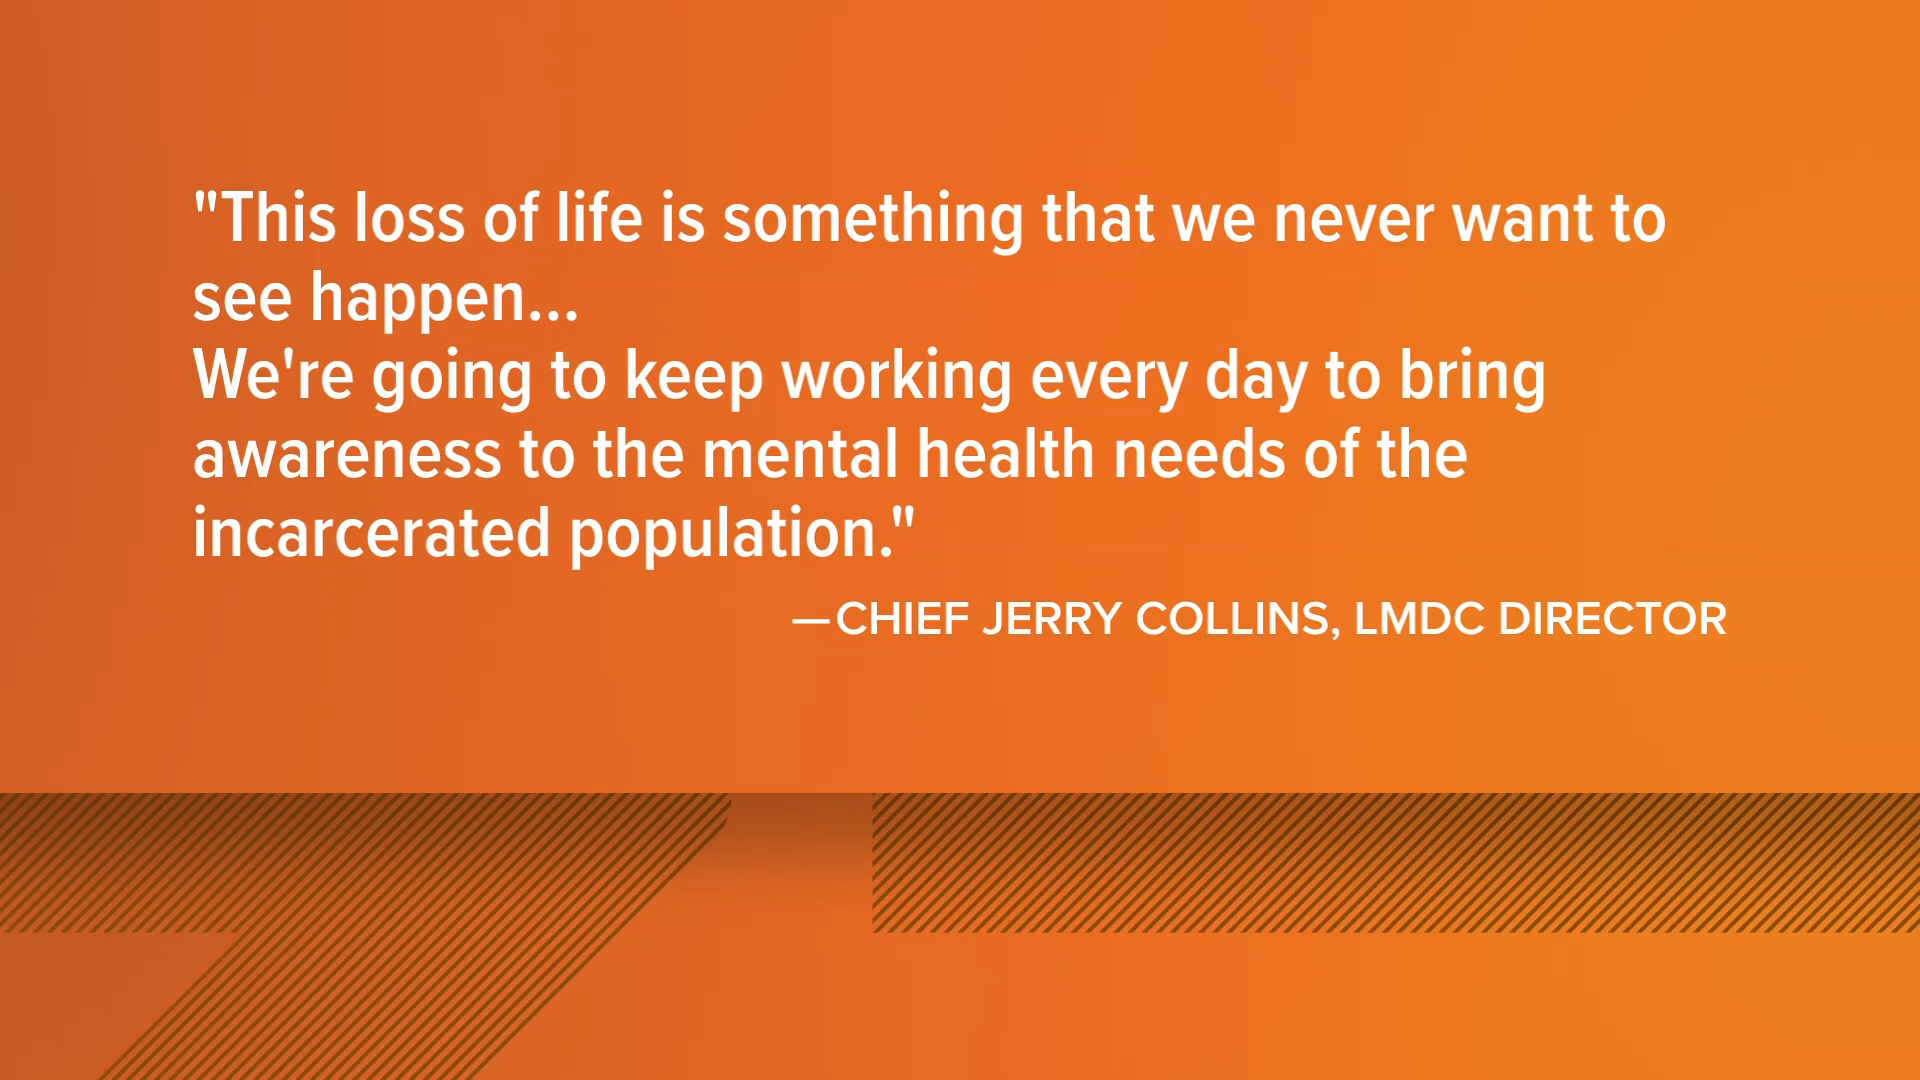 "This loss of life is something that we never want to
see happen...
We're going to keep working every day to bring
awareness to the mental health needs of the
incarcerated population."
—CHIEF JERRY COLLINS, LMDC DIRECTOR